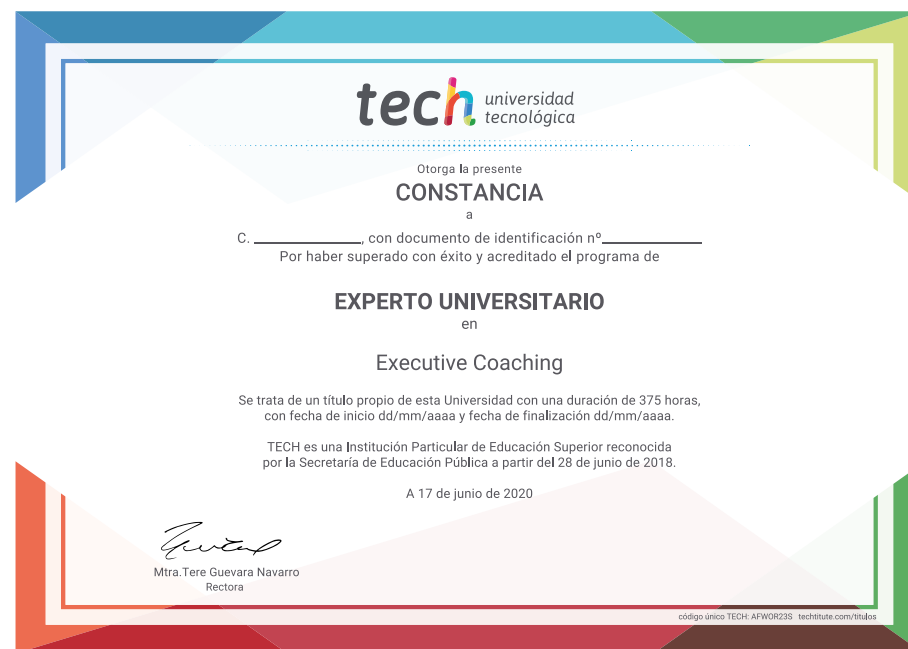 tech universidad
tecnológica
Otorga la presente
CONSTANCIA
a
C. ____________, con documento de identificación nº____________
Por haber superado con éxito y acreditado el programa de
EXPERTO UNIVERSITARIO
en
Executive Coaching
Se trata de un título propio de esta Universidad con una duración de 375 horas,
con fecha de inicio dd/mm/aaaa y fecha de finalización dd/mm/aaaa.
TECH es una Institución Particular de Educación Superior reconocida
por la Secretaría de Educación Pública a partir del 28 de junio de 2018.
A 17 de junio de 2020
Mtra.Tere Guevara Navarro
Rectora
código único TECH: AFWOR23S techtitute.com/titulos